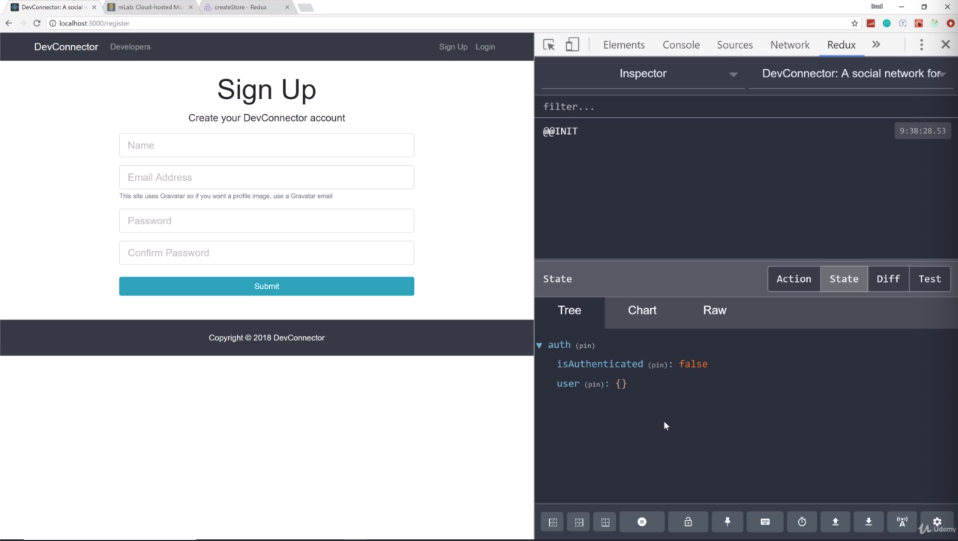 DevConnector: A social n
mLab: Cloud-hosted Mo
createStore - Redux
localhost:3000/register
DevConnector Developers
Sign Up Login
Sign Up
Create your DevConnector account
Name
Email Address
This site uses Gravatar so if you want a profile image, use a Gravatar email
Password
Confirm Password
Submit
Copyright © 2018 DevConnector
Elements Console Sources Network Redux »
Inspector DevConnector: A social network for
filter...
@@INIT 9:38:28.53
State Action State Diff Test
Tree Chart Raw
auth (pin)
isAuthenticated (pin): false
user (pin): {}
Udemy